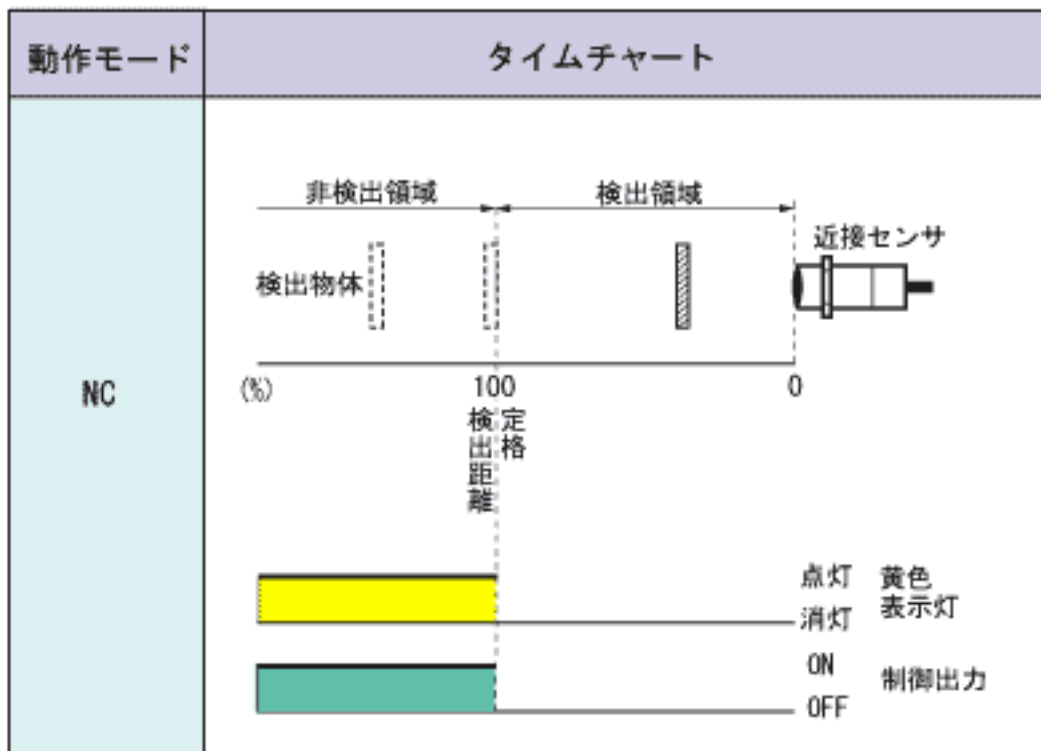 動作モード
タイムチャート
NC
非検出領域
検出領域
近接センサ
検出物体
(%)
100
0
定格
検出距離
点灯
消灯
黄色
表示灯
ON
OFF
制御出力